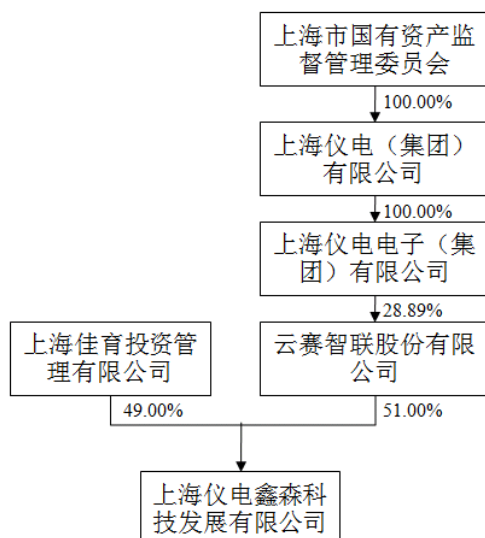 上海市国有资产监
督管理委员会
100.00%
上海仪电（集团）
有限公司
100.00%
上海仪电电子（集
团）有限公司
28.89%
上海佳育投资管
理有限公司
云赛智联股份有限
公司
49.00%
51.00%
上海仪电鑫森科
技发展有限公司